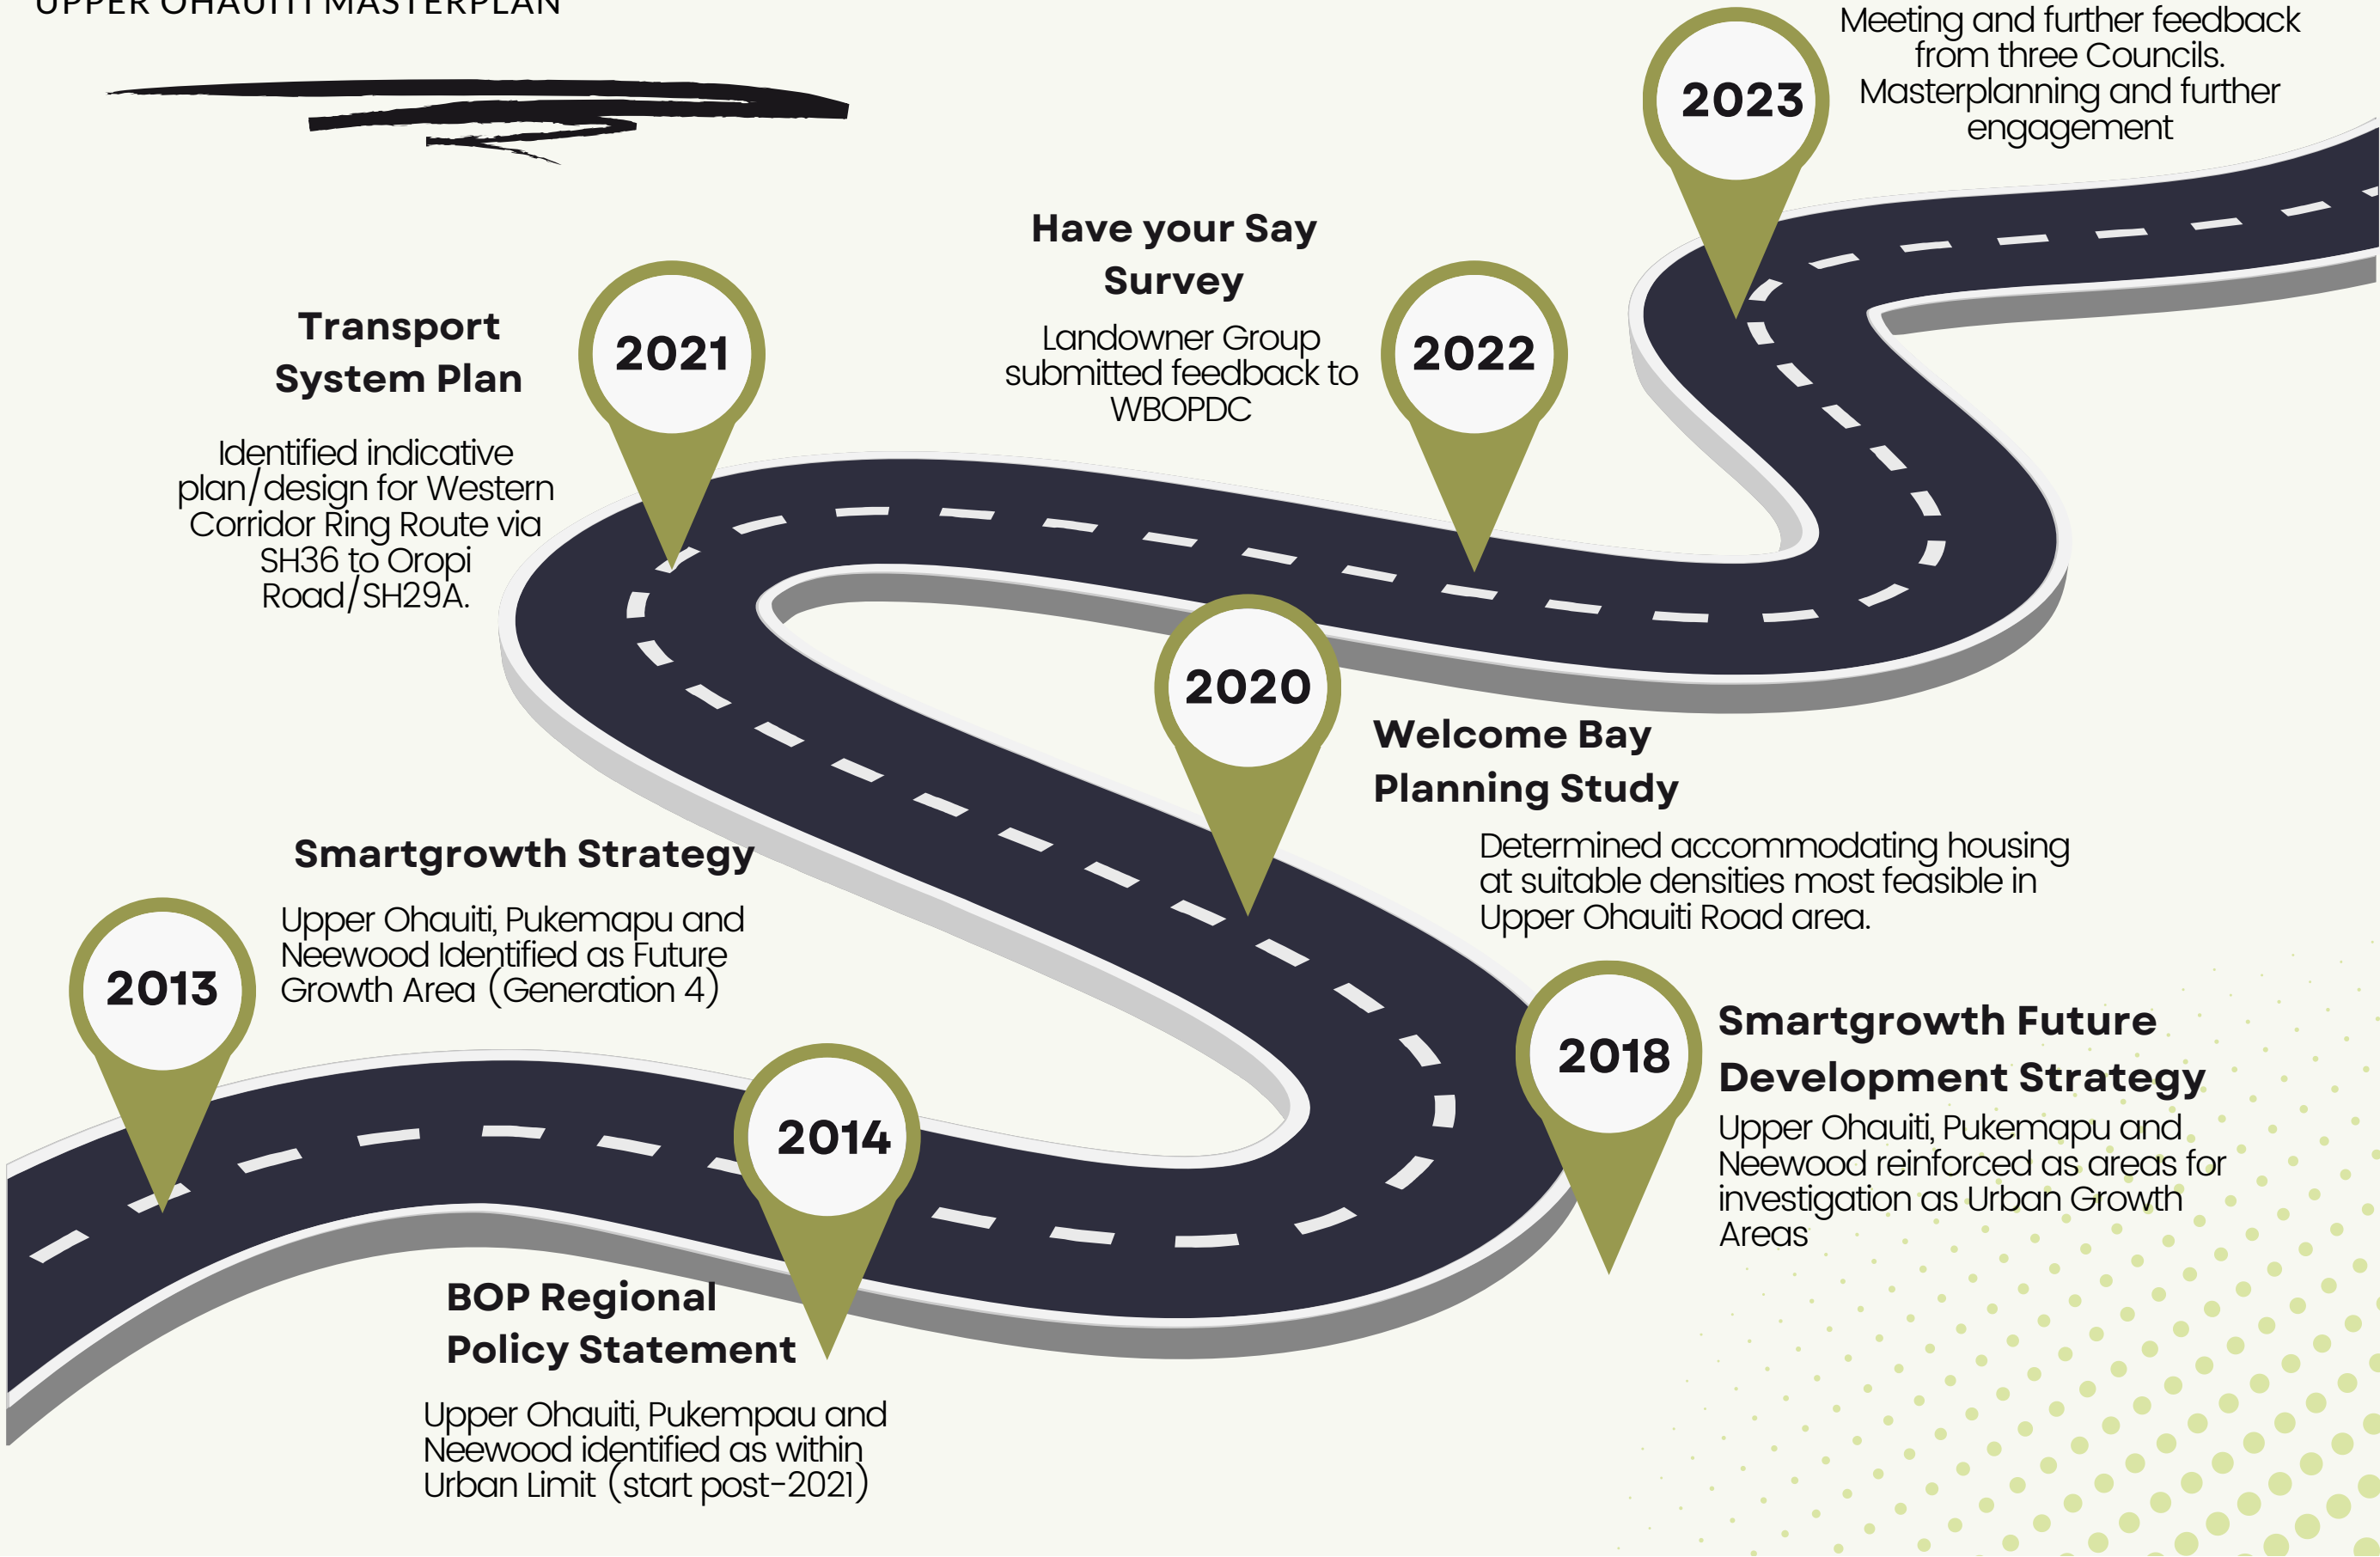 UPPER OHAUITI MASTERPLAN
2023
Meeting and further feedback
from three Councils.
Masterplanning and further
engagement
Have your Say
Survey
Landowner Group
submitted feedback to
WBOPDC
2022
Transport
System Plan
Identified indicative
plan/design for Western
Corridor Ring Route via
SH36 to Oropi
Road/SH29A.
2021
2020
Welcome Bay
Planning Study
Determined accommodating housing
at suitable densities most feasible in
Upper Ohauiti Road area.
Smartgrowth Strategy
Upper Ohauiti, Pukemapu and
Neewood Identified as Future
Growth Area (Generation 4)
2013
2018
Smartgrowth Future
Development Strategy
Upper Ohauiti, Pukemapu and
Neewood reinforced as areas for
investigation as Urban Growth
Areas
2014
BOP Regional
Policy Statement
Upper Ohauiti, Pukempau and
Neewood identified as within
Urban Limit (start post-2021)